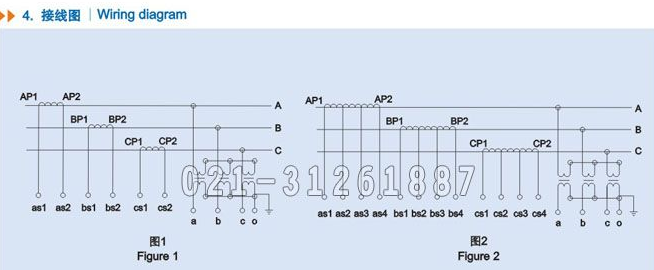 4. 接线图 | Wiring diagram
AP1 AP2 A
BP1 BP2 B
CP1 CP2 C
as1 as2 bs1 bs2 cs1 cs2
a b c o
图1
Figure 1
AP1 AP2 A
BP1 BP2 B
CP1 CP2 C
as1 as2 as3 as4 bs1 bs2 bs3 bs4 cs1 cs2 cs3 cs4
a b c o
图2
Figure 2
021-31261887